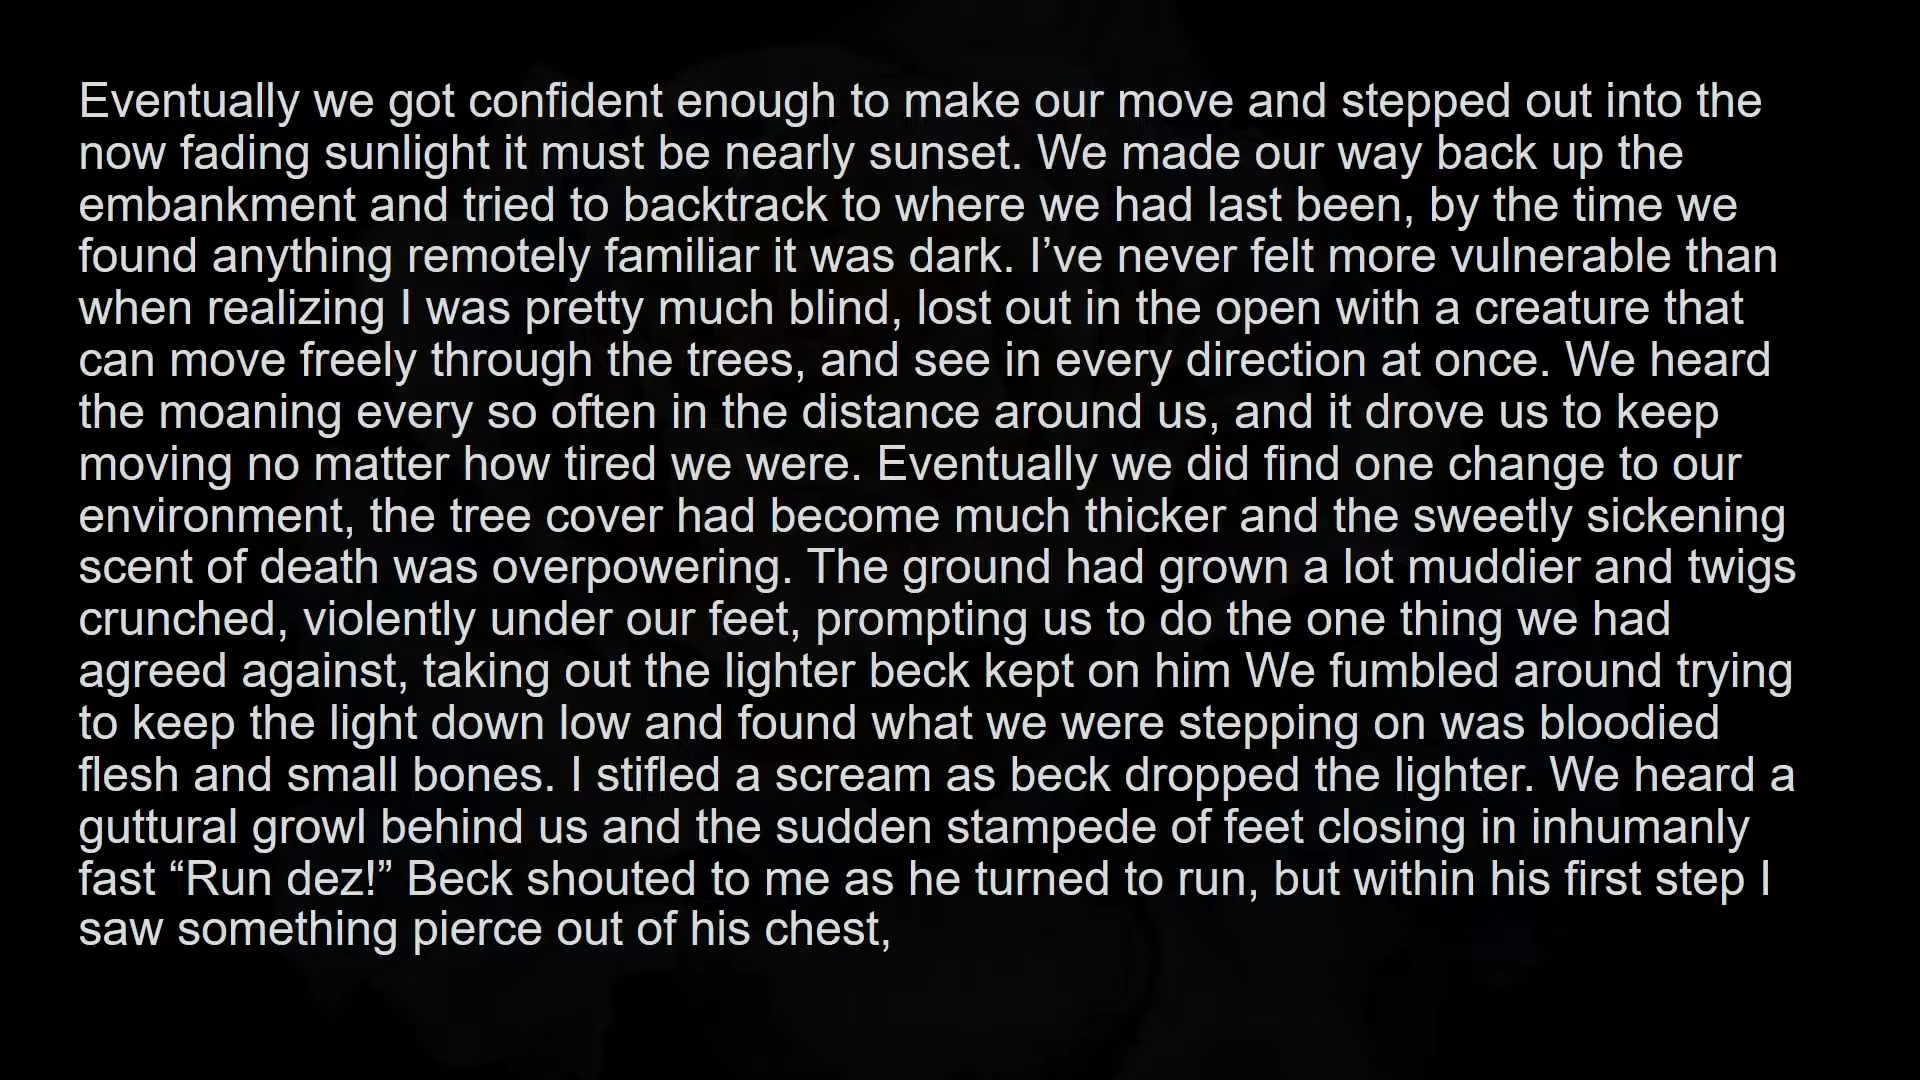 Eventually we got confident enough to make our move and stepped out into the
now fading sunlight it must be nearly sunset. We made our way back up the
embankment and tried to backtrack to where we had last been, by the time we
found anything remotely familiar it was dark. I’ve never felt more vulnerable than
when realizing I was pretty much blind, lost out in the open with a creature that
can move freely through the trees, and see in every direction at once. We heard
the moaning every so often in the distance around us, and it drove us to keep
moving no matter how tired we were. Eventually we did find one change to our
environment, the tree cover had become much thicker and the sweetly sickening
scent of death was overpowering. The ground had grown a lot muddier and twigs
crunched, violently under our feet, prompting us to do the one thing we had
agreed against, taking out the lighter beck kept on him We fumbled around trying
to keep the light down low and found what we were stepping on was bloodied
flesh and small bones. I stifled a scream as beck dropped the lighter. We heard a
guttural growl behind us and the sudden stampede of feet closing in inhumanly
fast “Run dez!” Beck shouted to me as he turned to run, but within his first step I
saw something pierce out of his chest,